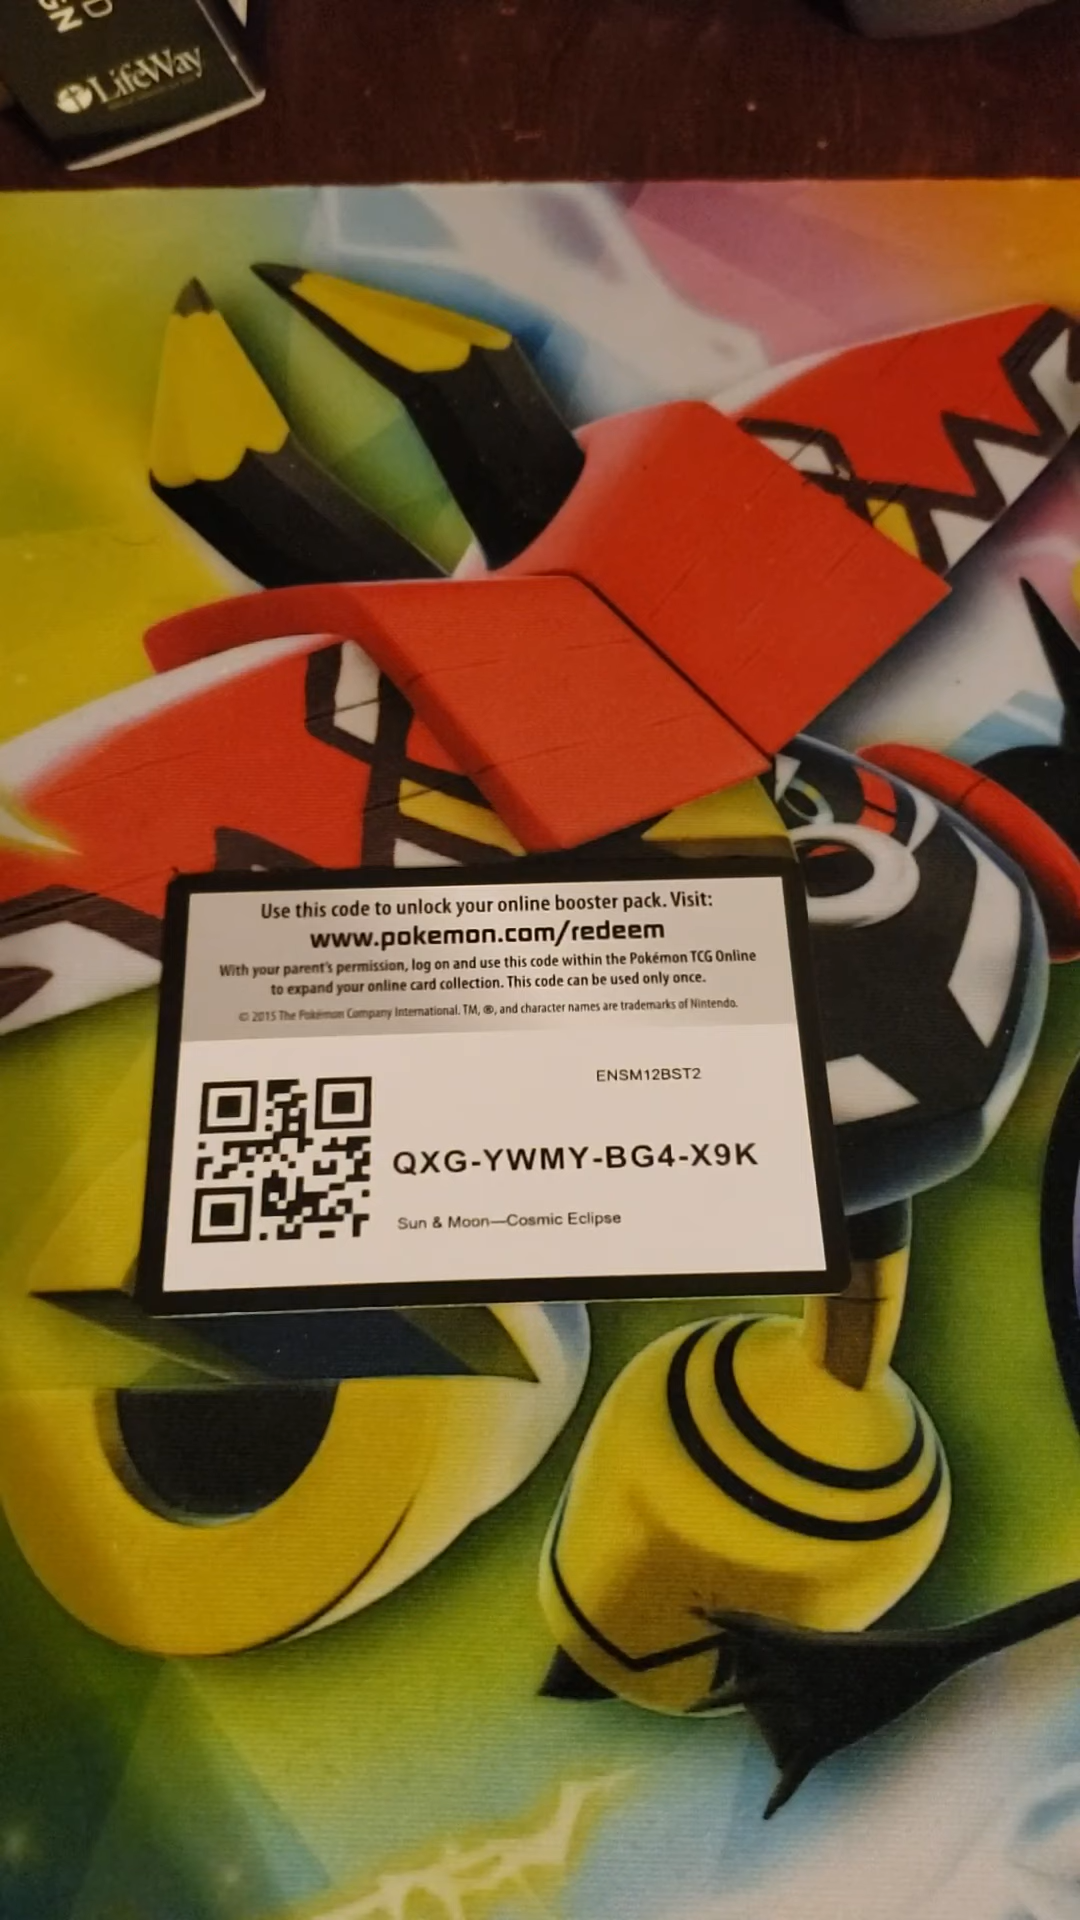 LifeWay
Use this code to unlock your online booster pack. Visit:
www.pokemon.com/redeem
With your parent's permission, log on and use this code within the Pokémon TCG Online
to expand your online card collection. This code can be used only once.
© 2015 The Pokémon Company International. TM, ®, and character names are trademarks of Nintendo.
ENSM12BST2
QXG-YWMY-BG4-X9K
Sun & Moon—Cosmic Eclipse